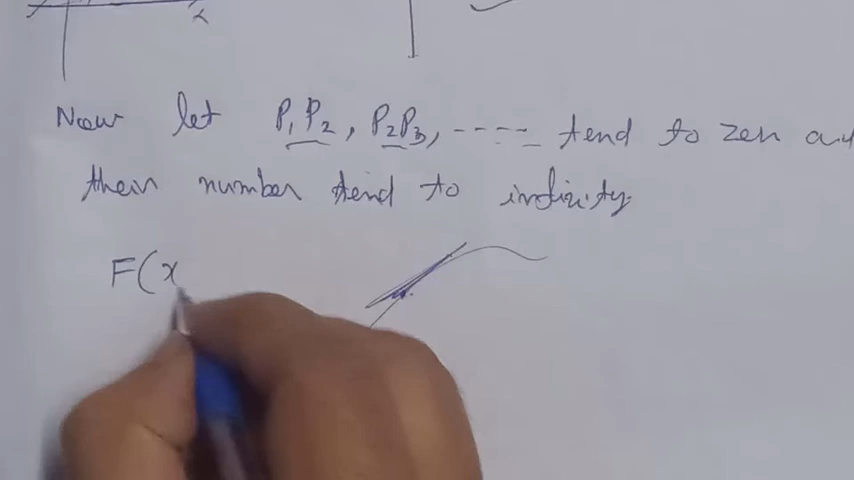 x
Now let P₁P₂, P₂P₃, ----- tend to zero and
their number tend to infinity.
F(x